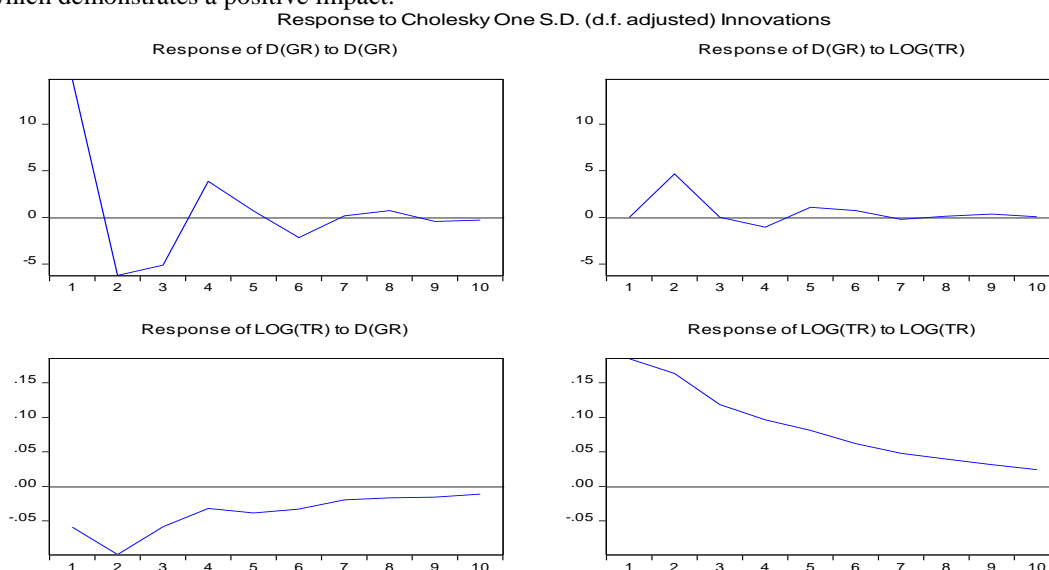 which demonstrates a positive impact.
Response to Cholesky One S.D. (d.f. adjusted) Innovations
Response of D(GR) to D(GR)
10
5
0
-5
1 2 3 4 5 6 7 8 9 10
Response of D(GR) to LOG(TR)
10
5
0
-5
1 2 3 4 5 6 7 8 9 10
Response of LOG(TR) to D(GR)
.15
.10
.05
.00
-.05
1 2 3 4 5 6 7 8 9 10
Response of LOG(TR) to LOG(TR)
.15
.10
.05
.00
-.05
1 2 3 4 5 6 7 8 9 10